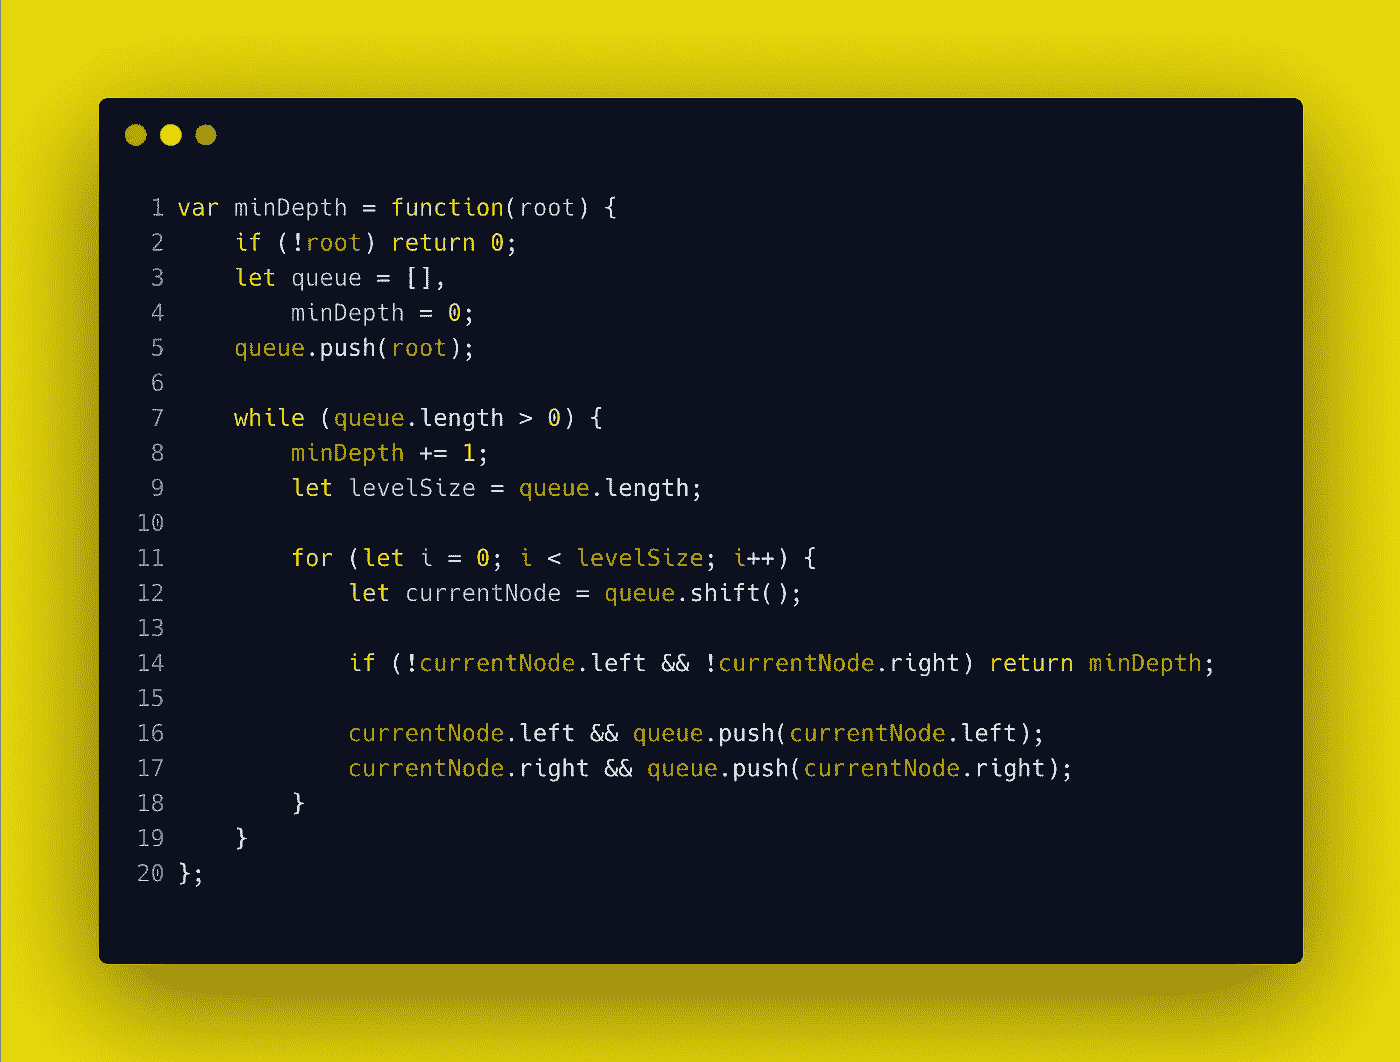 1 var minDepth = function(root) {
2     if (!root) return 0;
3     let queue = [],
4         minDepth = 0;
5     queue.push(root);
6
7     while (queue.length > 0) {
8         minDepth += 1;
9         let levelSize = queue.length;
10
11         for (let i = 0; i < levelSize; i++) {
12             let currentNode = queue.shift();
13
14             if (!currentNode.left && !currentNode.right) return minDepth;
15
16             currentNode.left && queue.push(currentNode.left);
17             currentNode.right && queue.push(currentNode.right);
18         }
19     }
20 };